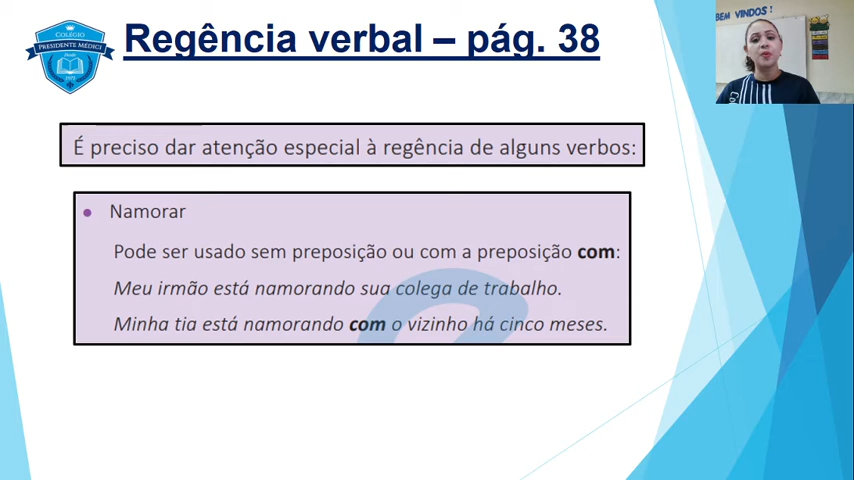 COLÉGIO
PRESIDENTE MÉDICI
Regência verbal – pág. 38
BEM VINDOS!
É preciso dar atenção especial à regência de alguns verbos:
• Namorar
Pode ser usado sem preposição ou com a preposição com:
Meu irmão está namorando sua colega de trabalho.
Minha tia está namorando com o vizinho há cinco meses.